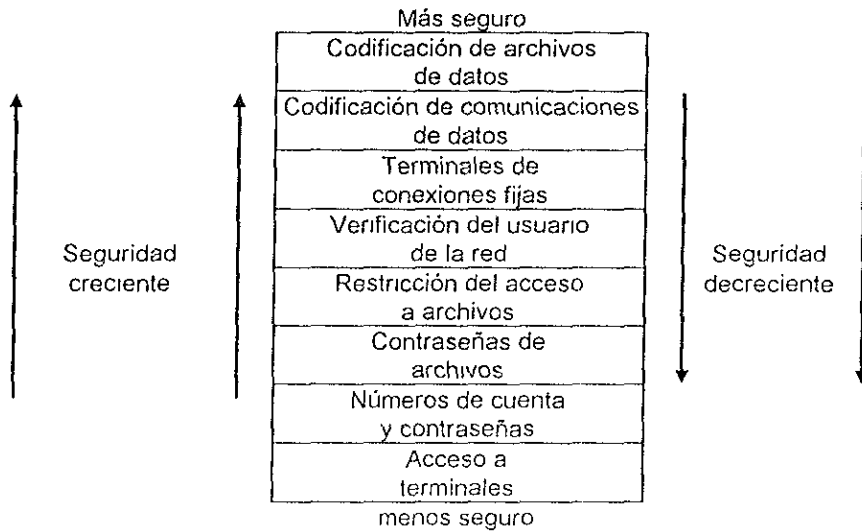 Más seguro
Codificación de archivos
de datos
Codificación de comunicaciones
de datos
Terminales de
conexiones fijas
Verificación del usuario
de la red
Restricción del acceso
a archivos
Contraseñas de
archivos
Números de cuenta
y contraseñas
Acceso a
terminales
menos seguro
Seguridad
creciente
Seguridad
decreciente